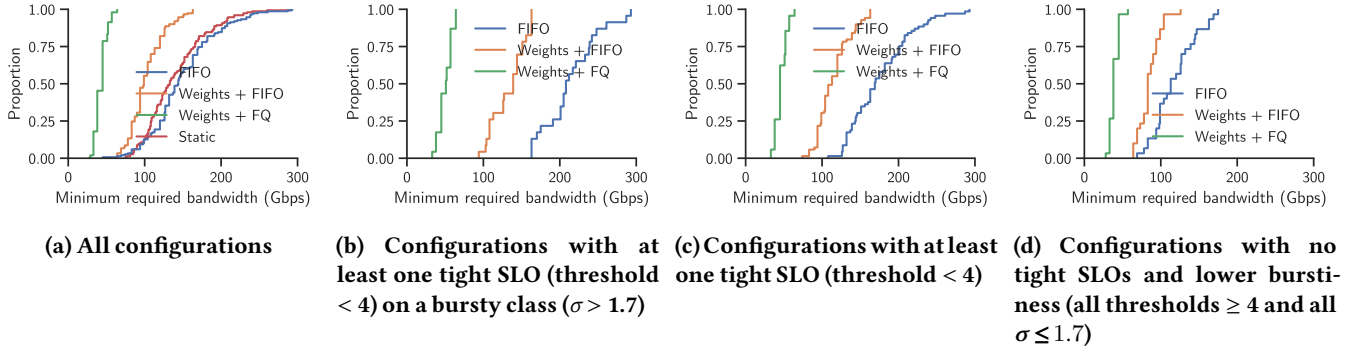 1.00
0.75
0.50
0.25
0.00
Proportion
FIFO
Weights + FIFO
Weights + FQ
Static
0
100
200
300
Minimum required bandwidth (Gbps)
(a) All configurations
1.00
0.75
0.50
0.25
0.00
Proportion
FIFO
Weights + FIFO
Weights + FQ
0
100
200
300
Minimum required bandwidth (Gbps)
(b) Configurations with at
least one tight SLO (threshold
< 4) on a bursty class (σ > 1.7)
1.00
0.75
0.50
0.25
0.00
Proportion
FIFO
Weights + FIFO
Weights + FQ
0
100
200
300
Minimum required bandwidth (Gbps)
(c) Configurations with at least
one tight SLO (threshold < 4)
1.00
0.75
0.50
0.25
0.00
Proportion
FIFO
Weights + FIFO
Weights + FQ
0
100
200
300
Minimum required bandwidth (Gbps)
(d) Configurations with no
tight SLOs and lower bursti-
ness (all thresholds ≥ 4 and all
σ ≤ 1.7)